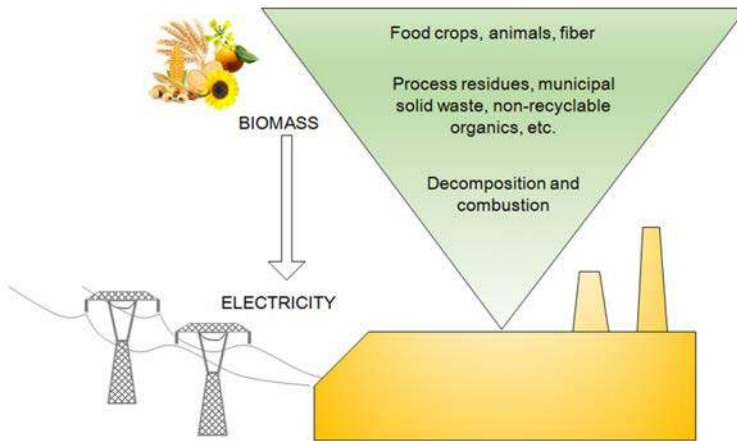 Food crops, animals, fiber
Process residues, municipal
solid waste, non-recyclable
organics, etc.
BIOMASS
Decomposition and
combustion
ELECTRICITY